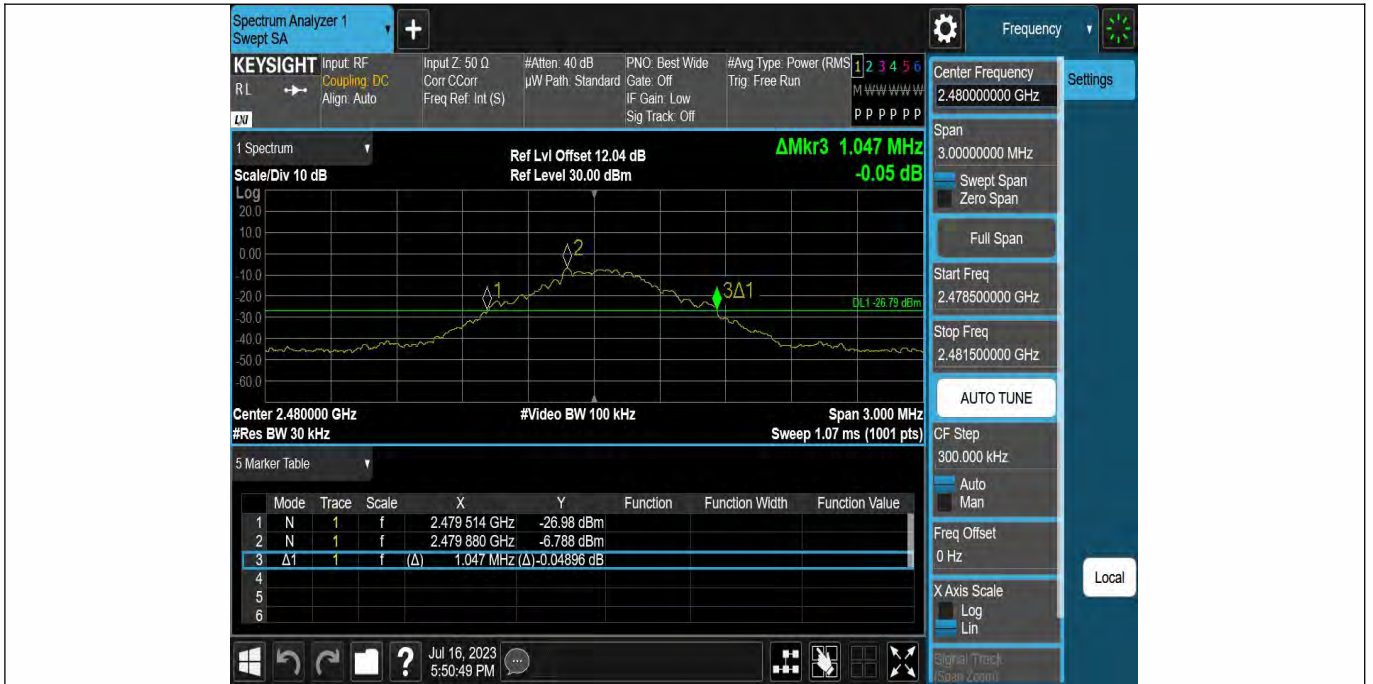 Spectrum Analyzer 1
Swept SA
+
Frequency
KEYSIGHT
RL
LXI
Input: RF
Coupling: DC
Align: Auto
Input Z: 50 Ω
Corr CCorr
Freq Ref: Int (S)
#Atten: 40 dB
µW Path: Standard
PNO: Best Wide
Gate: Off
IF Gain: Low
Sig Track: Off
#Avg Type: Power (RMS
Trig: Free Run
1 2 3 4 5 6
M W W W W W
P P P P P P
Center Frequency
2.480000000 GHz
Settings
Span
3.00000000 MHz
Swept Span
Zero Span
Full Span
Start Freq
2.478500000 GHz
Stop Freq
2.481500000 GHz
AUTO TUNE
CF Step
300.000 kHz
Auto
Man
Freq Offset
0 Hz
X Axis Scale
Log
Lin
Signal Track
(Span Zoom)
Local
1 Spectrum
Scale/Div 10 dB
Ref Lvl Offset 12.04 dB
Ref Level 30.00 dBm
ΔMkr3 1.047 MHz
-0.05 dB
Log
20.0
10.0
0.00
-10.0
-20.0
-30.0
-40.0
-50.0
-60.0
1
2
3Δ1
DL1 -26.79 dBm
Center 2.480000 GHz
#Video BW 100 kHz
Span 3.000 MHz
#Res BW 30 kHz
Sweep 1.07 ms (1001 pts)
5 Marker Table
Mode Trace Scale X Y Function Function Width Function Value
1 N 1 f 2.479 514 GHz -26.98 dBm
2 N 1 f 2.479 880 GHz -6.788 dBm
3 Δ1 1 f (Δ) 1.047 MHz (Δ) -0.04896 dB
4
5
6
?
Jul 16, 2023
5:50:49 PM